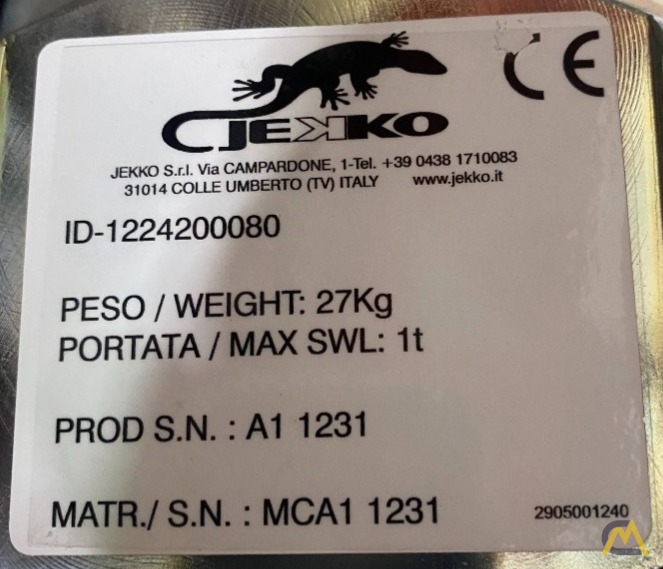 JEKKO
CE
JEKKO S.r.l. Via CAMPARDONE, 1-Tel. +39 0438 1710083
31014 COLLE UMBERTO (TV) ITALY www.jekko.it
ID-1224200080
PESO / WEIGHT: 27Kg
PORTATA / MAX SWL: 1t
PROD S.N. : A1 1231
MATR./ S.N. : MCA1 1231
2905001240